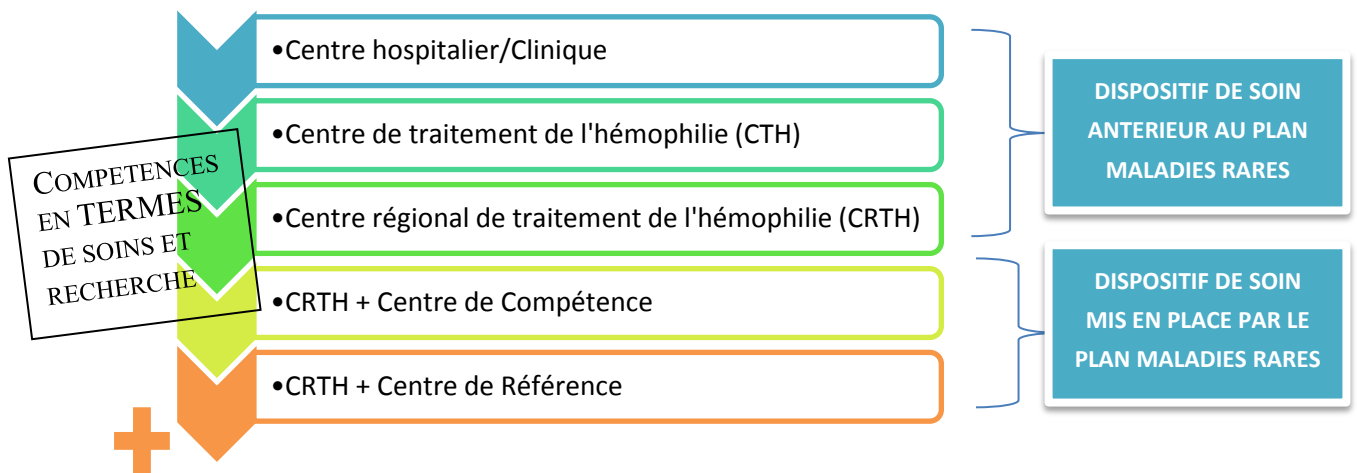 •Centre hospitalier/Clinique
•Centre de traitement de l'hémophilie (CTH)
•Centre régional de traitement de l'hémophilie (CRTH)
•CRTH + Centre de Compétence
•CRTH + Centre de Référence
COMPETENCES
EN TERMES
DE SOINS ET
RECHERCHE
DISPOSITIF DE SOIN
ANTERIEUR AU PLAN
MALADIES RARES
DISPOSITIF DE SOIN
MIS EN PLACE PAR LE
PLAN MALADIES RARES